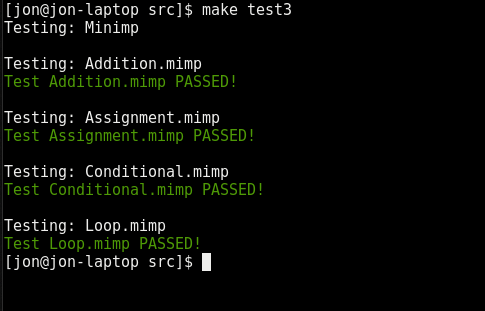 [jon@jon-laptop src]$ make test3
Testing: Minimp
Testing: Addition.mimp
Test Addition.mimp PASSED!
Testing: Assignment.mimp
Test Assignment.mimp PASSED!
Testing: Conditional.mimp
Test Conditional.mimp PASSED!
Testing: Loop.mimp
Test Loop.mimp PASSED!
[jon@jon-laptop src]$